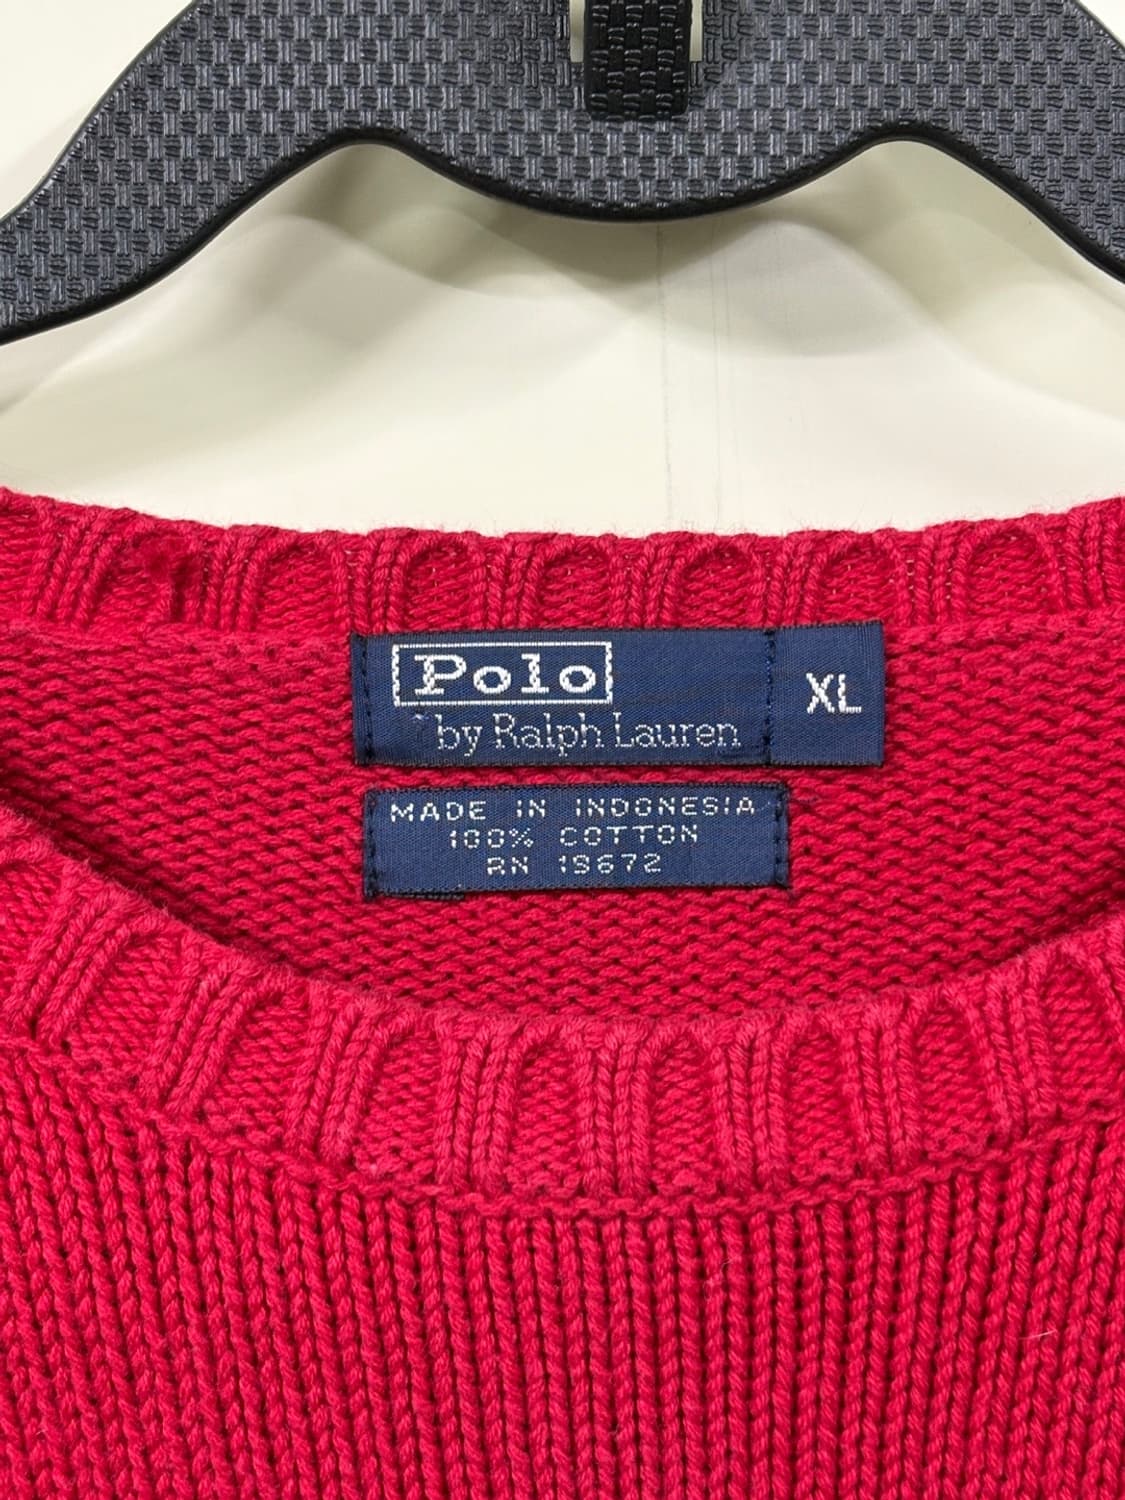 Polo
by Ralph Lauren
XL
MADE IN INDONESIA
100% COTTON
RN 19672